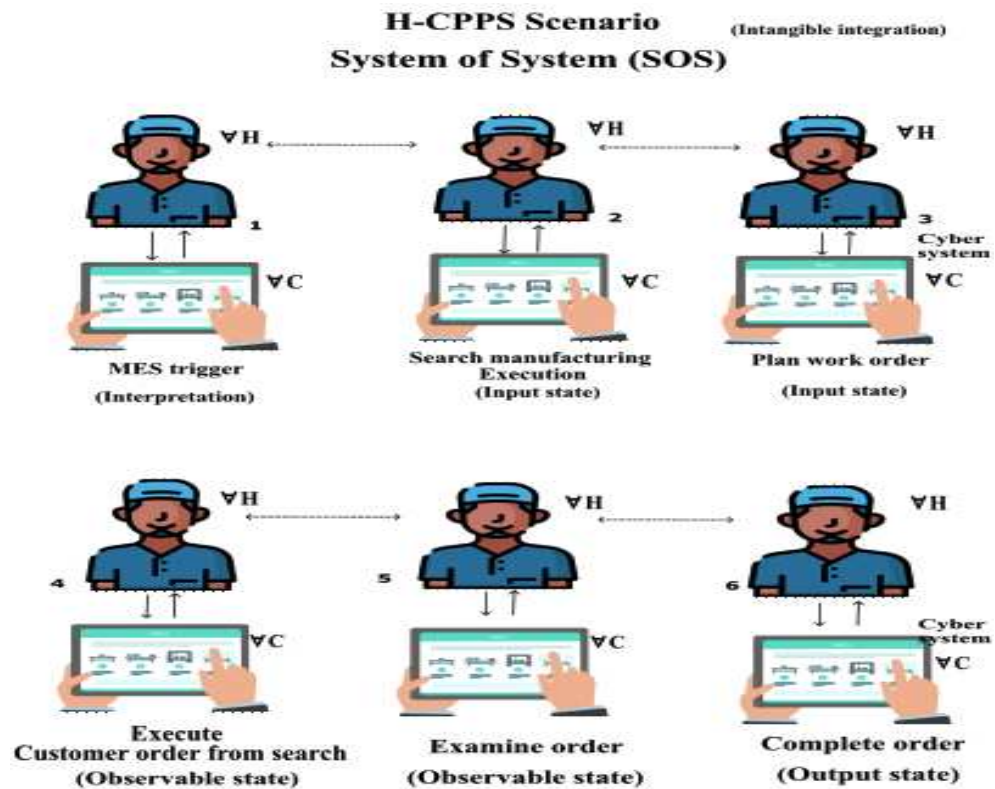 H-CPPS Scenario
(Intangible integration)
System of System (SOS)
∀H
∀H
∀H
1
2
3
Cyber
system
∀C
∀C
∀C
MES trigger
(Interpretation)
Search manufacturing
Execution
(Input state)
Plan work order
(Input state)
∀H
∀H
∀H
4
5
6
Cyber
system
∀C
∀C
∀C
Execute
Customer order from search
(Observable state)
Examine order
(Observable state)
Complete order
(Output state)